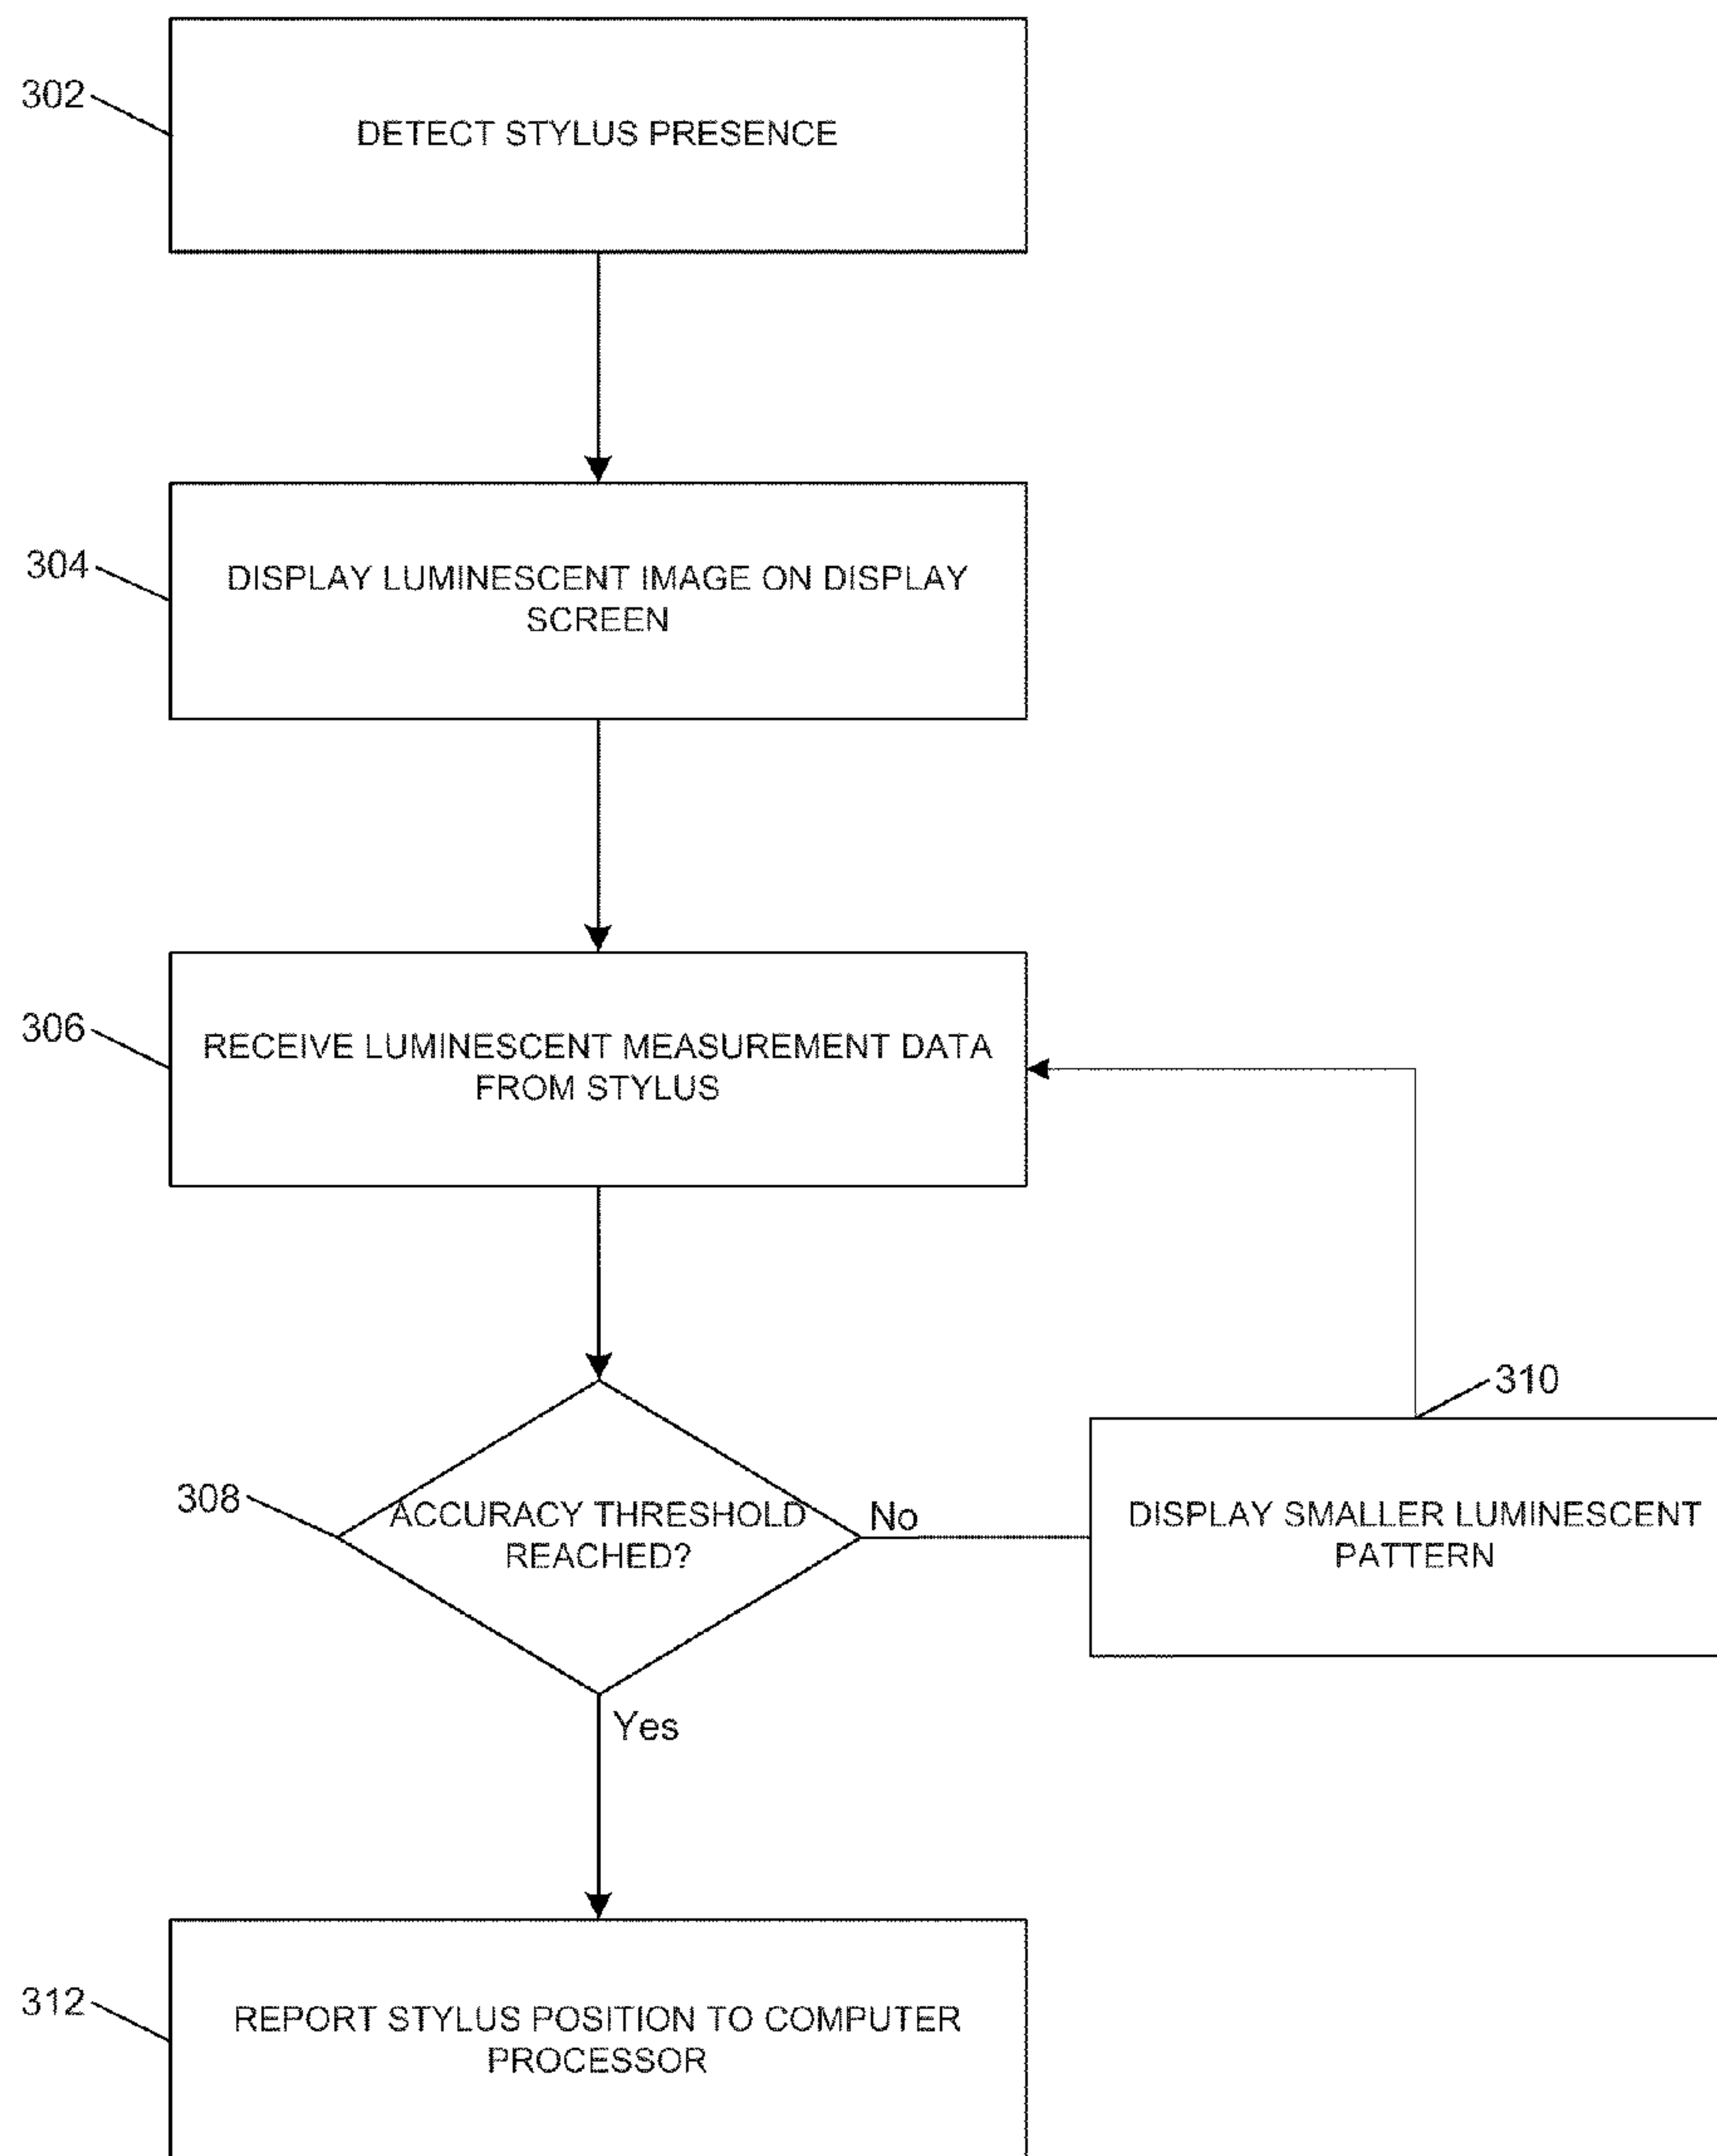 302
DETECT STYLUS PRESENCE
304
DISPLAY LUMINESCENT IMAGE ON DISPLAY
SCREEN
306
RECEIVE LUMINESCENT MEASUREMENT DATA
FROM STYLUS
308
ACCURACY THRESHOLD
REACHED?
No
310
DISPLAY SMALLER LUMINESCENT
PATTERN
Yes
312
REPORT STYLUS POSITION TO COMPUTER
PROCESSOR